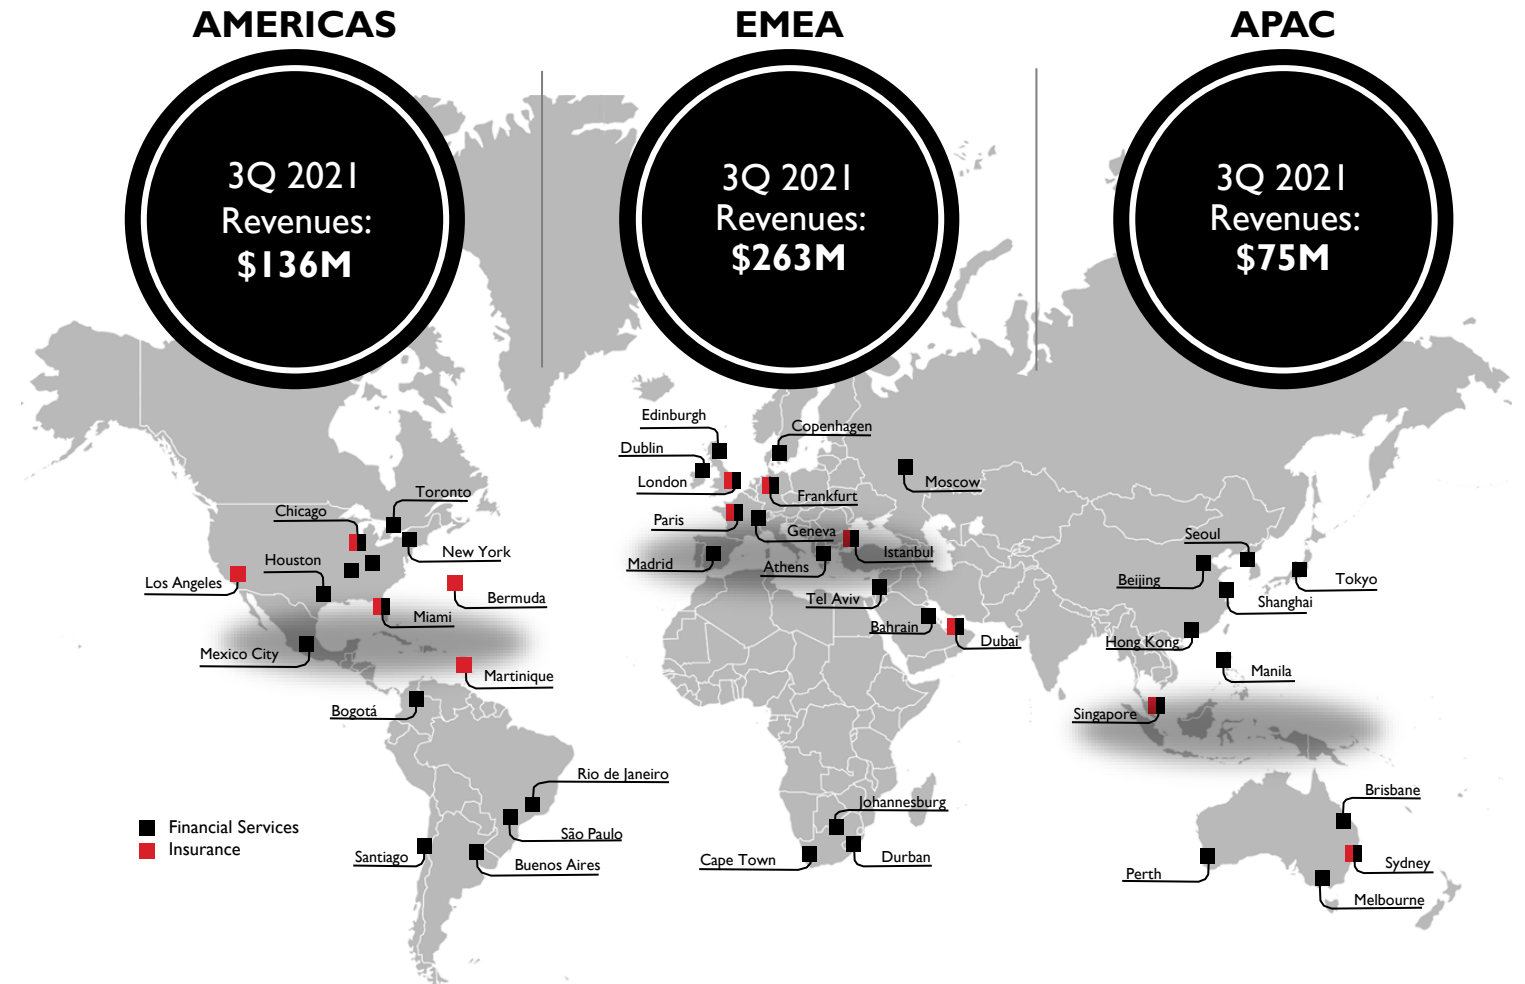 AMERICAS
EMEA
APAC
3Q 2021
Revenues:
$136M
3Q 2021
Revenues:
$263M
3Q 2021
Revenues:
$75M
Toronto
Chicago
New York
Houston
Los Angeles
Bermuda
Miami
Mexico City
Martinique
Bogotá
Rio de Janeiro
São Paulo
Santiago
Buenos Aires
Financial Services
Insurance
Edinburgh
Copenhagen
Dublin
London
Moscow
Frankfurt
Paris
Geneva
Istanbul
Madrid
Athens
Tel Aviv
Bahrain
Dubai
Johannesburg
Cape Town
Durban
Seoul
Beijing
Tokyo
Shanghai
Hong Kong
Manila
Singapore
Brisbane
Sydney
Perth
Melbourne